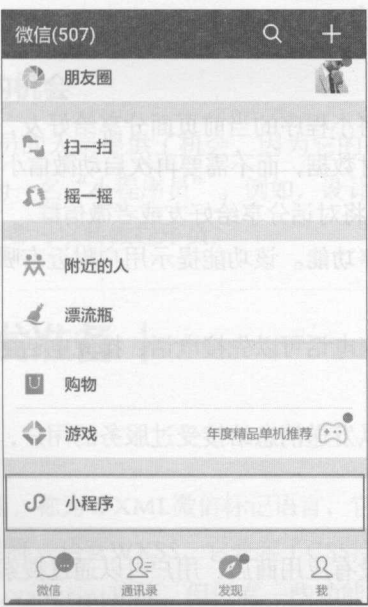 微信(507)
朋友圈
扫一扫
摇一摇
附近的人
漂流瓶
购物
游戏 年度精品单机推荐
小程序
微信 通讯录 发现 我